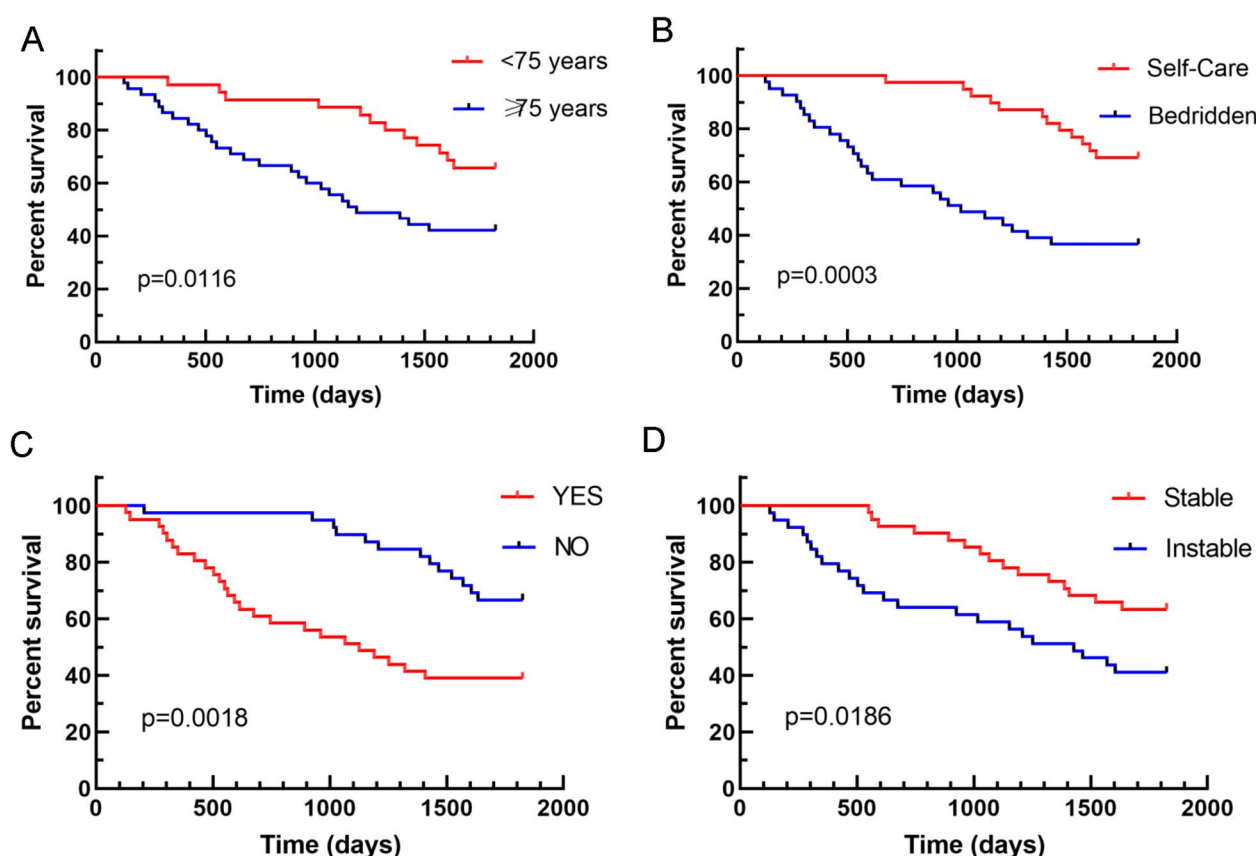 A
<75 years
⩾75 years
Percent survival
100
80
60
40
20
0
p=0.0116
0 500 1000 1500 2000
Time (days)
B
Self-Care
Bedridden
Percent survival
100
80
60
40
20
0
p=0.0003
0 500 1000 1500 2000
Time (days)
C
YES
NO
Percent survival
100
80
60
40
20
0
p=0.0018
0 500 1000 1500 2000
Time (days)
D
Stable
Instable
Percent survival
100
80
60
40
20
0
p=0.0186
0 500 1000 1500 2000
Time (days)